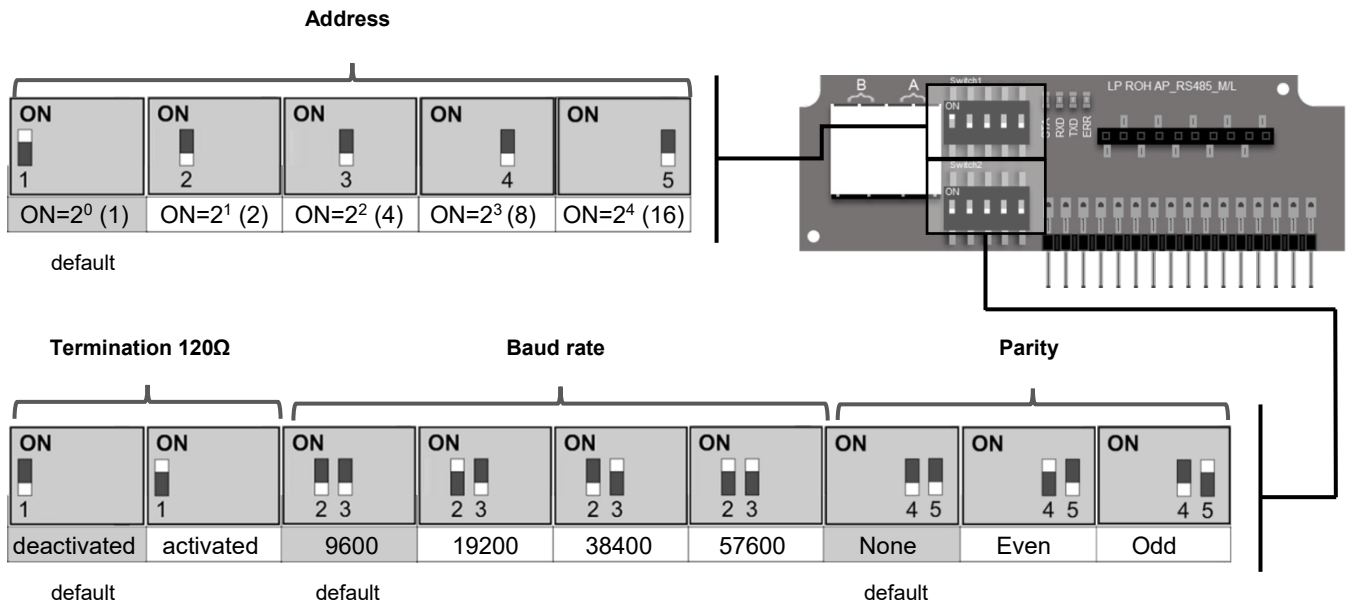 Address
ON ON ON ON ON
1 2 3 4 5
ON=2⁰ (1) ON=2¹ (2) ON=2² (4) ON=2³ (8) ON=2⁴ (16)
default
B A Switch1 LP ROH AP_RS485_M/L
ON
RXD TXD ERR
Switch2
ON
Termination 120Ω Baud rate Parity
ON ON ON ON ON ON ON ON ON
1 1 2 3 2 3 2 3 2 3 4 5 4 5 4 5
deactivated activated 9600 19200 38400 57600 None Even Odd
default default default